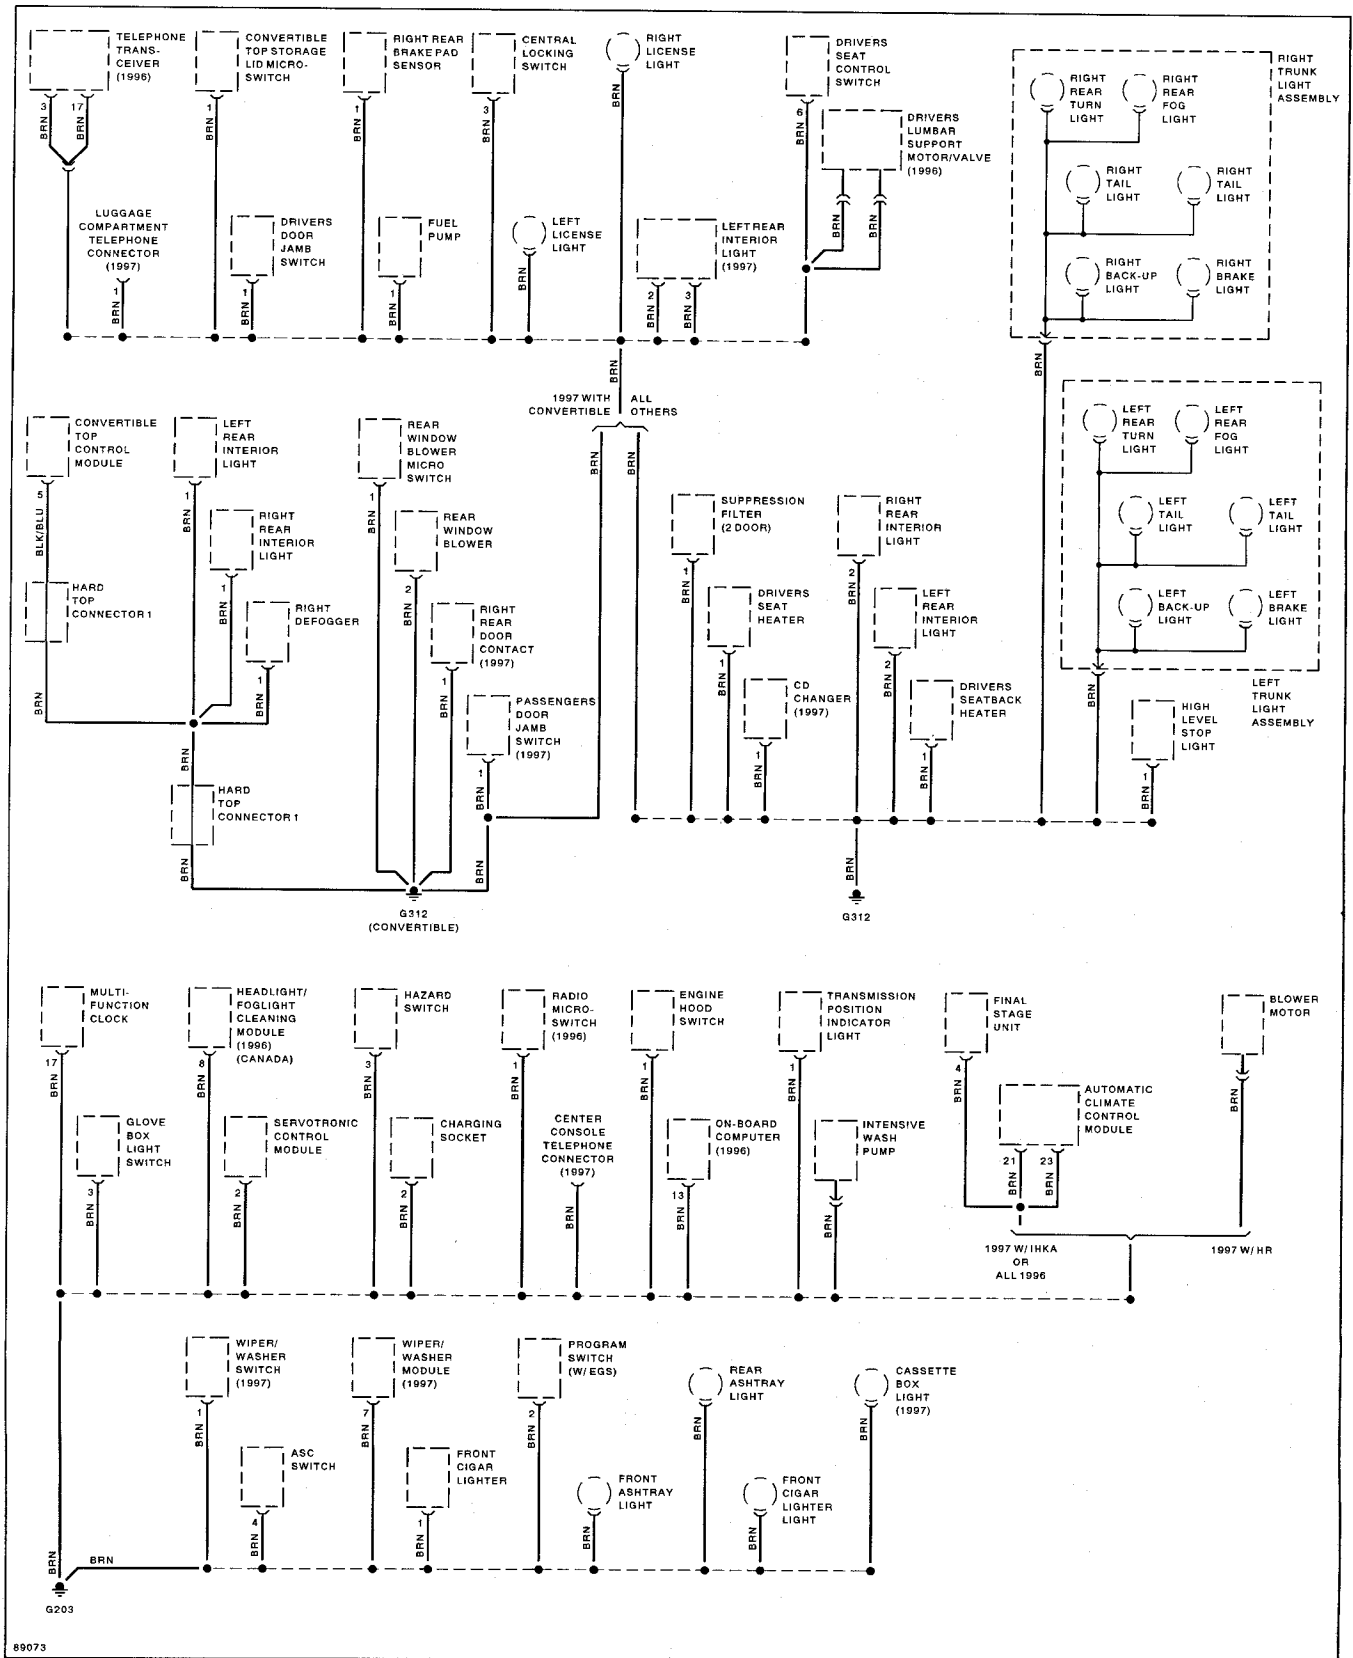 TELEPHONE
TRANS-
CEIVER
(1996)
3
17
BRN
BRN
CONVERTIBLE
TOP STORAGE
LID MICRO-
SWITCH
1
BRN
RIGHT REAR
BRAKE PAD
SENSOR
1
BRN
CENTRAL
LOCKING
SWITCH
3
BRN
RIGHT
LICENSE
LIGHT
BRN
DRIVERS
SEAT
CONTROL
SWITCH
6
BRN
DRIVERS
LUMBAR
SUPPORT
MOTOR/VALVE
(1996)
BRN
BRN
RIGHT
TRUNK
LIGHT
ASSEMBLY
RIGHT
REAR
TURN
LIGHT
RIGHT
REAR
FOG
LIGHT
RIGHT
TAIL
LIGHT
RIGHT
TAIL
LIGHT
RIGHT
BACK-UP
LIGHT
RIGHT
BRAKE
LIGHT
BRN
LUGGAGE
COMPARTMENT
TELEPHONE
CONNECTOR
(1997)
1
BRN
DRIVERS
DOOR
JAMB
SWITCH
1
BRN
FUEL
PUMP
1
BRN
LEFT
LICENSE
LIGHT
BRN
LEFT REAR
INTERIOR
LIGHT
(1997)
2
3
BRN
BRN
BRN
1997 WITH
CONVERTIBLE
ALL
OTHERS
BRN
BRN
CONVERTIBLE
TOP
CONTROL
MODULE
5
BLK/BLU
HARD
TOP
CONNECTOR 1
BRN
LEFT
REAR
INTERIOR
LIGHT
1
BRN
RIGHT
REAR
INTERIOR
LIGHT
1
BRN
RIGHT
DEFOGGER
1
BRN
BRN
HARD
TOP
CONNECTOR 1
BRN
REAR
WINDOW
BLOWER
MICRO
SWITCH
1
BRN
REAR
WINDOW
BLOWER
2
BRN
RIGHT
REAR
DOOR
CONTACT
(1997)
1
BRN
PASSENGERS
DOOR
JAMB
SWITCH
(1997)
1
BRN
BRN
G312
(CONVERTIBLE)
SUPPRESSION
FILTER
(2 DOOR)
1
BRN
DRIVERS
SEAT
HEATER
1
BRN
CD
CHANGER
(1997)
1
BRN
RIGHT
REAR
INTERIOR
LIGHT
2
BRN
LEFT
REAR
INTERIOR
LIGHT
2
BRN
DRIVERS
SEATBACK
HEATER
1
BRN
BRN
G312
LEFT
REAR
TURN
LIGHT
LEFT
REAR
FOG
LIGHT
LEFT
TAIL
LIGHT
LEFT
TAIL
LIGHT
LEFT
BACK-UP
LIGHT
LEFT
BRAKE
LIGHT
LEFT
TRUNK
LIGHT
ASSEMBLY
BRN
HIGH
LEVEL
STOP
LIGHT
1
BRN
MULTI-
FUNCTION
CLOCK
17
BRN
HEADLIGHT/
FOGLIGHT
CLEANING
MODULE
(1996)
(CANADA)
8
BRN
HAZARD
SWITCH
3
BRN
RADIO
MICRO-
SWITCH
(1996)
1
BRN
ENGINE
HOOD
SWITCH
1
BRN
TRANSMISSION
POSITION
INDICATOR
LIGHT
1
BRN
FINAL
STAGE
UNIT
4
BRN
AUTOMATIC
CLIMATE
CONTROL
MODULE
21
23
BRN
BRN
BLOWER
MOTOR
BRN
GLOVE
BOX
LIGHT
SWITCH
3
BRN
SERVOTRONIC
CONTROL
MODULE
2
BRN
CHARGING
SOCKET
2
BRN
CENTER
CONSOLE
TELEPHONE
CONNECTOR
(1997)
BRN
ON-BOARD
COMPUTER
(1996)
13
BRN
INTENSIVE
WASH
PUMP
BRN
1997 W/ IHKA
OR
ALL 1996
1997 W/ HR
WIPER/
WASHER
SWITCH
(1997)
1
BRN
WIPER/
WASHER
MODULE
(1997)
7
BRN
PROGRAM
SWITCH
(W/ EGS)
2
BRN
REAR
ASHTRAY
LIGHT
BRN
CASSETTE
BOX
LIGHT
(1997)
BRN
ASC
SWITCH
4
BRN
FRONT
CIGAR
LIGHTER
1
BRN
FRONT
ASHTRAY
LIGHT
BRN
FRONT
CIGAR
LIGHTER
LIGHT
BRN
BRN
BRN
G203
89073